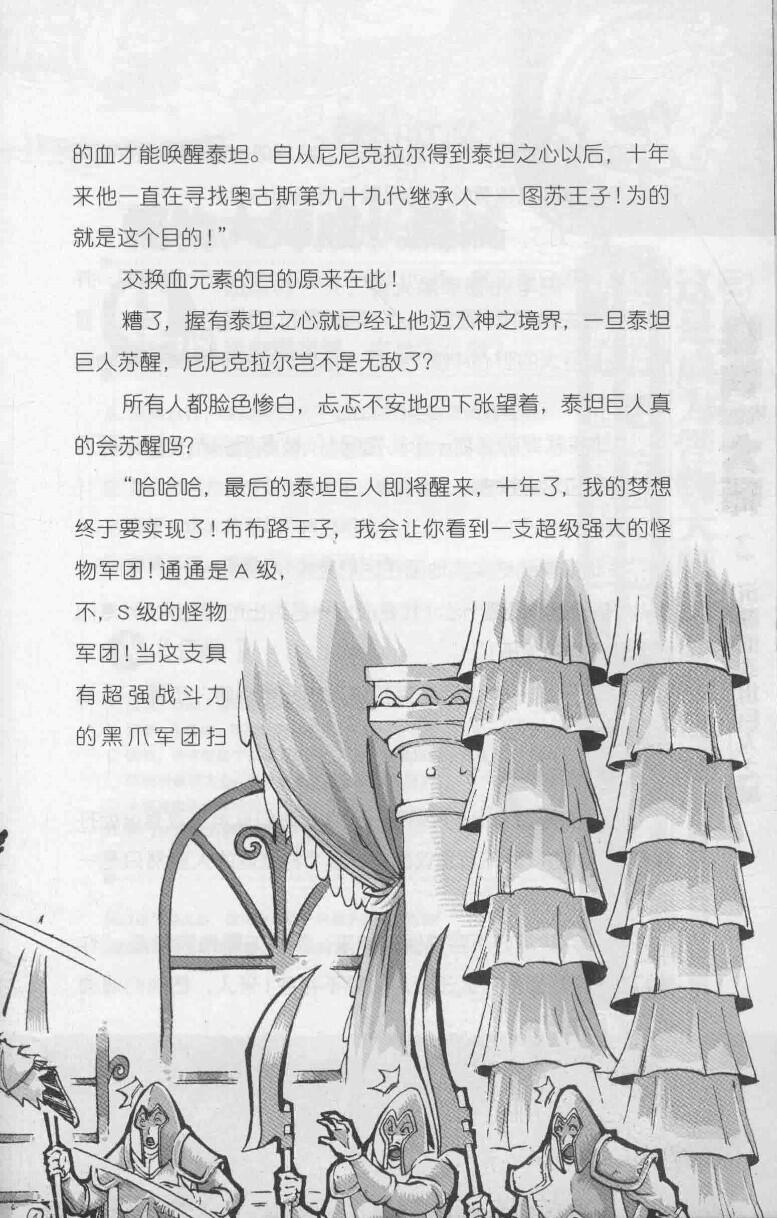 的血才能唤醒泰坦。自从尼尼克拉尔得到泰坦之心以后，十年
来他一直在寻找奥古斯第九十九代继承人——图苏王子！为的
就是这个目的！”
交换血元素的目的原来在此！
糟了，握有泰坦之心就已经让他迈入神之境界，一旦泰坦
巨人苏醒，尼尼克拉尔岂不是无敌了？
所有人都脸色惨白，忐忑不安地四下张望着，泰坦巨人真
的会苏醒吗？
“哈哈哈，最后的泰坦巨人即将醒来，十年了，我的梦想
终于要实现了！布布路王子，我会让你看到一支超级强大的怪
物军团！通通是A级，
不，S级的怪物
军团！当这支具
有超强战斗力
的黑爪军团扫